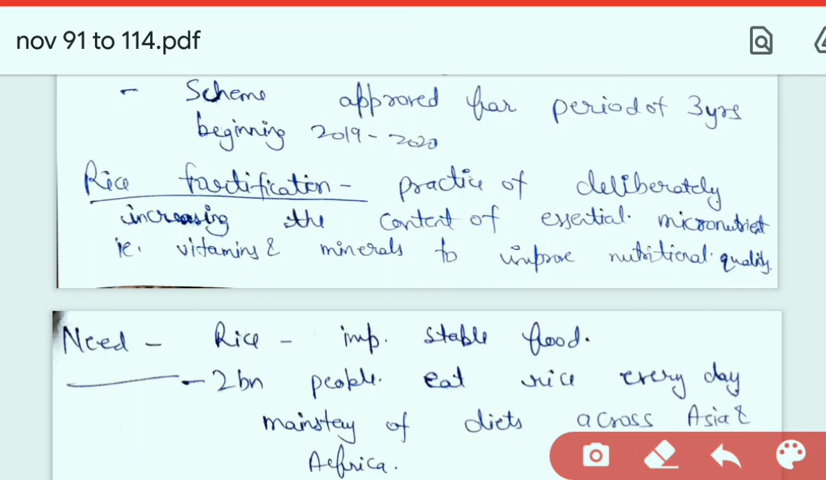 nov 91 to 114.pdf
- Scheme approved for period of 3yrs
beginning 2019-2020
Rice fortification - practice of deliberately
increasing the content of essential micronutrient
ie. vitamins & minerals to improve nutritional quality.
Need - Rice - imp. stable food.
- 2bn people eat rice every day
mainstay of diets across Asia &
Africa.